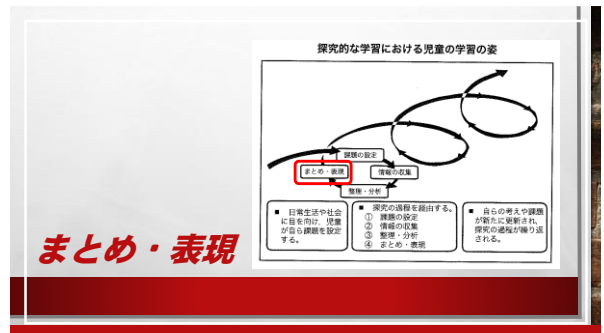 探究的な学習における児童の学習の姿
課題の設定
まとめ・表現
情報の収集
整理・分析
■ 日常生活や社会
に目を向け、児童
が自ら課題を設定
する。
■ 探究の過程を経由する。
① 課題の設定
② 情報の収集
③ 整理・分析
④ まとめ・表現
■ 自らの考えや課題
が新たに更新され、
探究の過程が繰り返
される。
まとめ・表現